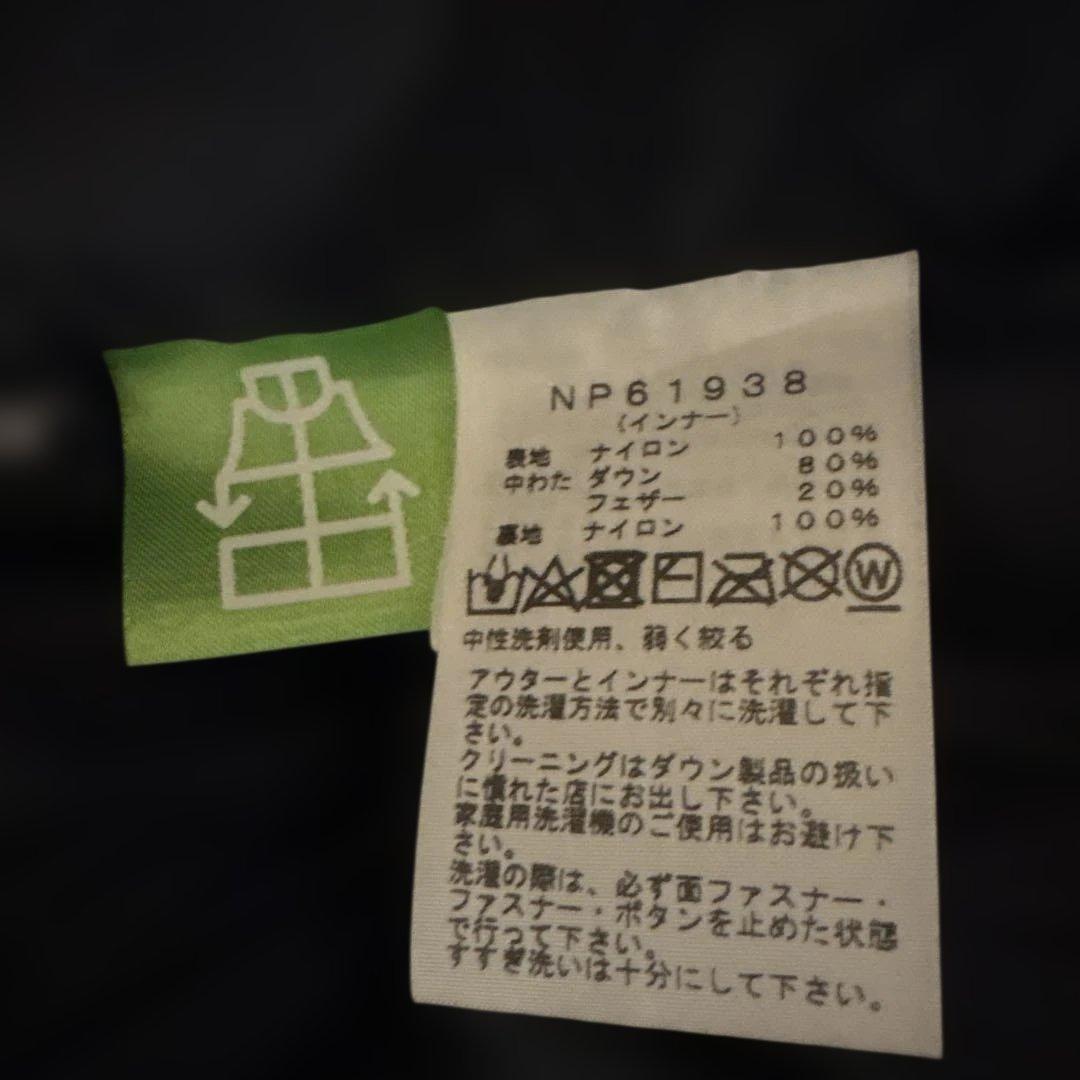 NP61938
(インナー)
裏地 ナイロン 100%
中わた ダウン 80%
フェザー 20%
裏地 ナイロン 100%
W
中性洗剤使用、弱く絞る
アウターとインナーはそれぞれ指
定の洗濯方法で別々に洗濯して下
さい。
クリーニングはダウン製品の扱い
に慣れた店にお出し下さい。
家庭用洗濯機のご使用はお避け下
さい。
洗濯の際は、必ず面ファスナー・
ファスナー・ボタンを止めた状態
で行って下さい。
すすぎ洗いは十分にして下さい。